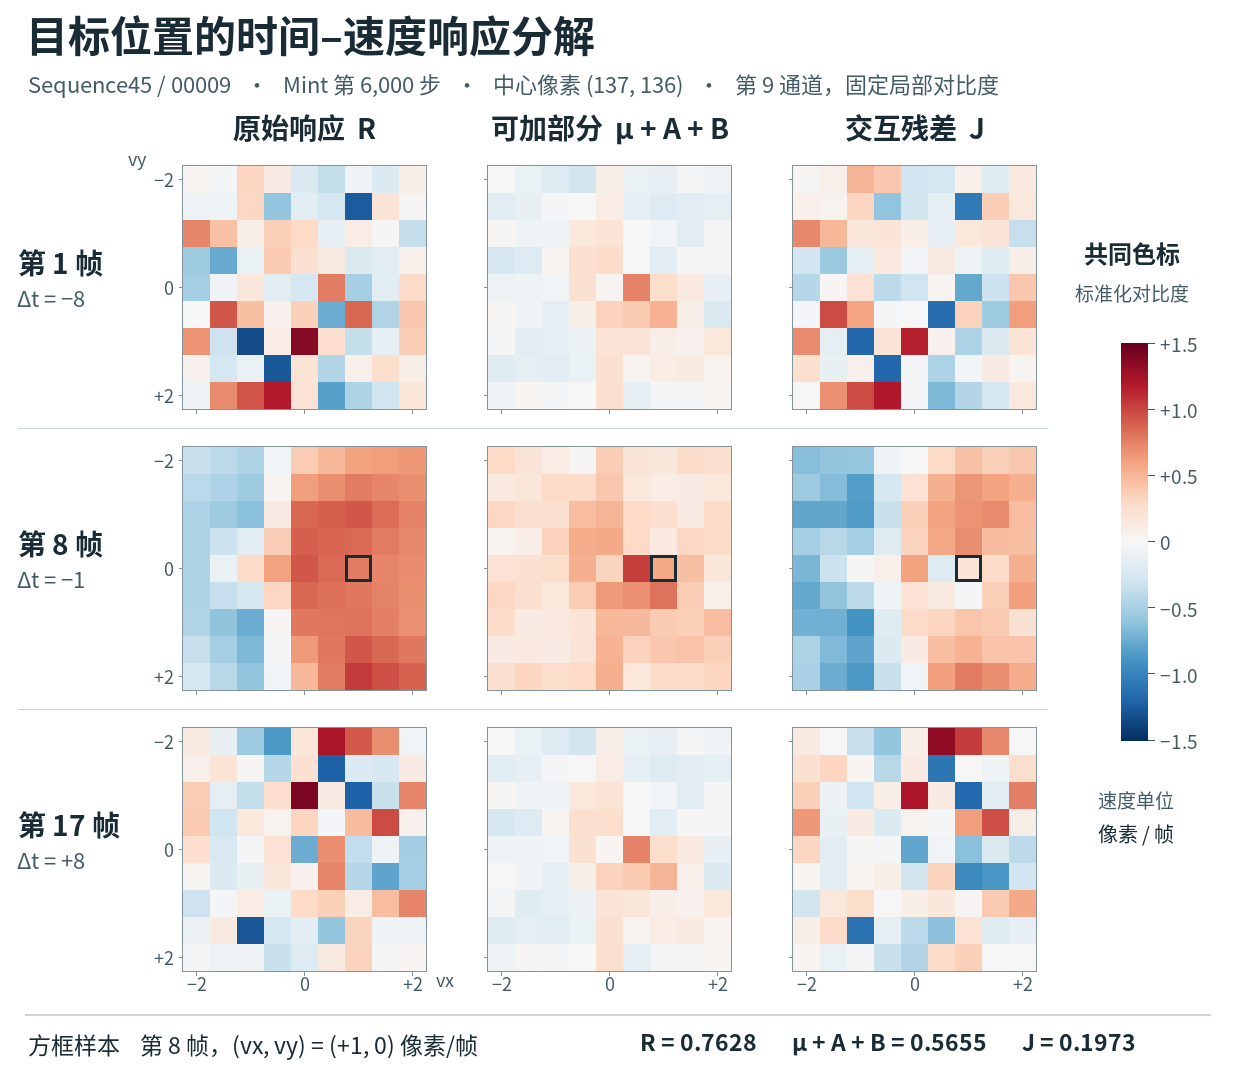 目标位置的时间–速度响应分解
Sequence45 / 00009 • Mint 第 6,000 步 • 中心像素 (137, 136) • 第 9 通道，固定局部对比度
原始响应 R 可加部分 μ + A + B 交互残差 J
vy
−2
第 1 帧
Δt = −8
0
+2
共同色标
标准化对比度
+1.5
+1.0
+0.5
0
−0.5
−1.0
−1.5
−2
第 8 帧
Δt = −1
0
+2
−2
第 17 帧
Δt = +8
0
+2
速度单位
像素 / 帧
−2 0 +2 vx −2 0 +2 −2 0 +2
方框样本 第 8 帧，(vx, vy) = (+1, 0) 像素/帧 R = 0.7628 μ + A + B = 0.5655 J = 0.1973